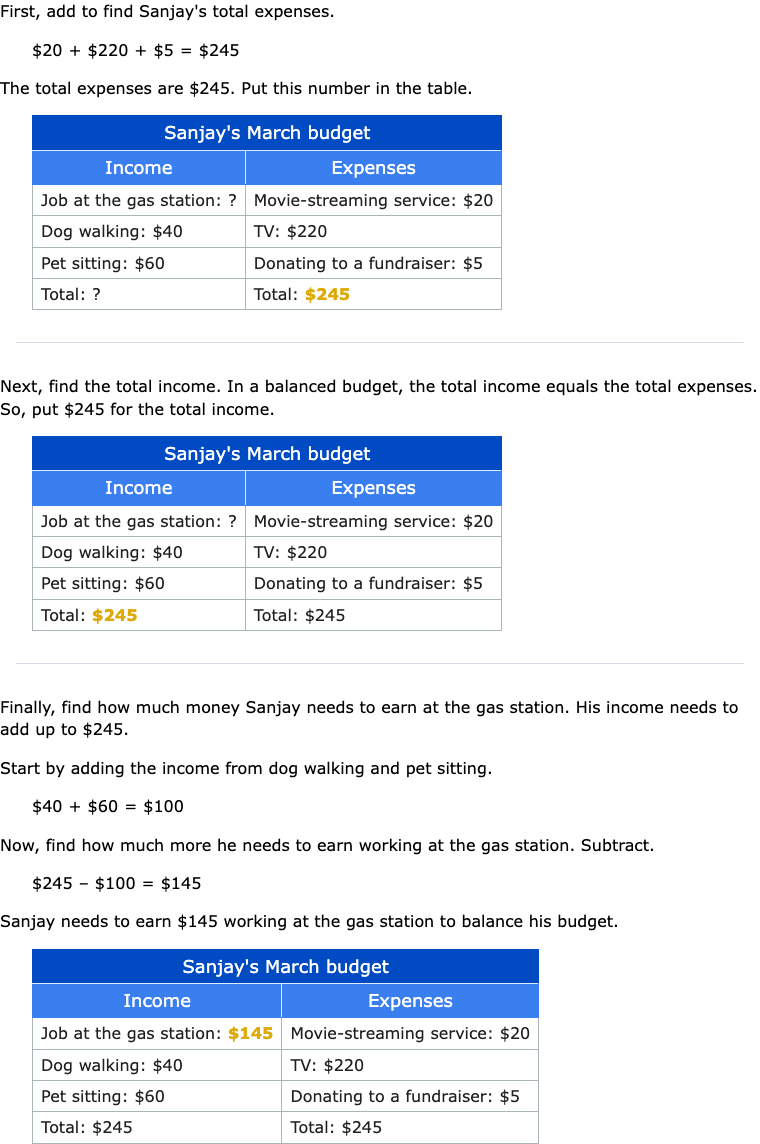 First, add to find Sanjay's total expenses.
$20 + $220 + $5 = $245
The total expenses are $245. Put this number in the table.
Sanjay's March budget
Income Expenses
Job at the gas station: ? Movie-streaming service: $20
Dog walking: $40 TV: $220
Pet sitting: $60 Donating to a fundraiser: $5
Total: ? Total: $245
Next, find the total income. In a balanced budget, the total income equals the total expenses.
So, put $245 for the total income.
Sanjay's March budget
Income Expenses
Job at the gas station: ? Movie-streaming service: $20
Dog walking: $40 TV: $220
Pet sitting: $60 Donating to a fundraiser: $5
Total: $245 Total: $245
Finally, find how much money Sanjay needs to earn at the gas station. His income needs to
add up to $245.
Start by adding the income from dog walking and pet sitting.
$40 + $60 = $100
Now, find how much more he needs to earn working at the gas station. Subtract.
$245 – $100 = $145
Sanjay needs to earn $145 working at the gas station to balance his budget.
Sanjay's March budget
Income Expenses
Job at the gas station: $145 Movie-streaming service: $20
Dog walking: $40 TV: $220
Pet sitting: $60 Donating to a fundraiser: $5
Total: $245 Total: $245